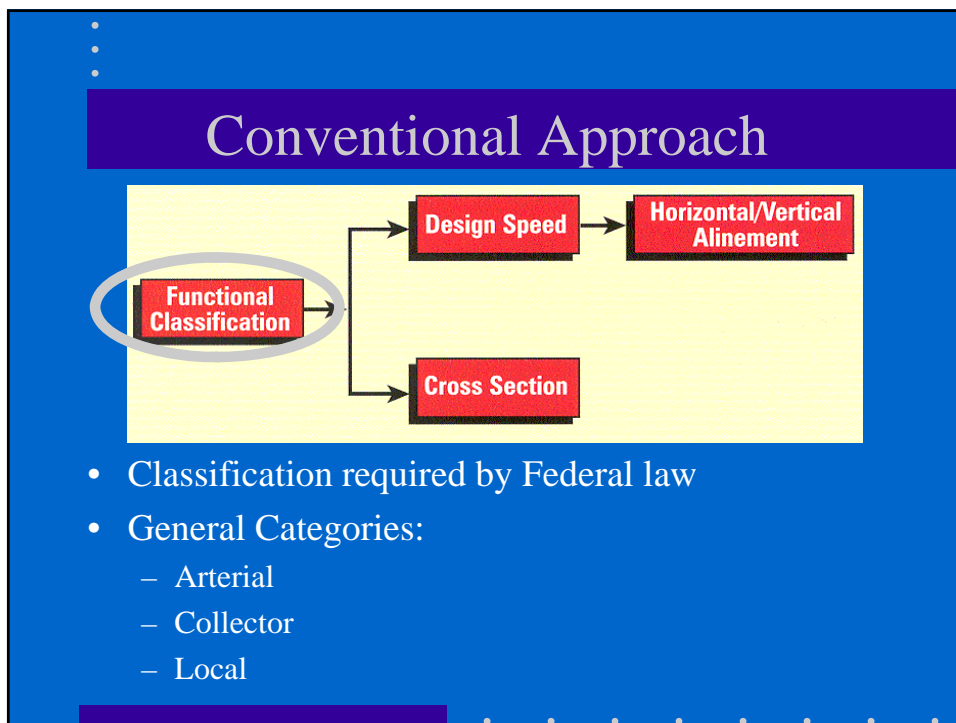 Conventional Approach
Design Speed
Horizontal/Vertical
Alinement
Functional
Classification
Cross Section
• Classification required by Federal law
• General Categories:
– Arterial
– Collector
– Local